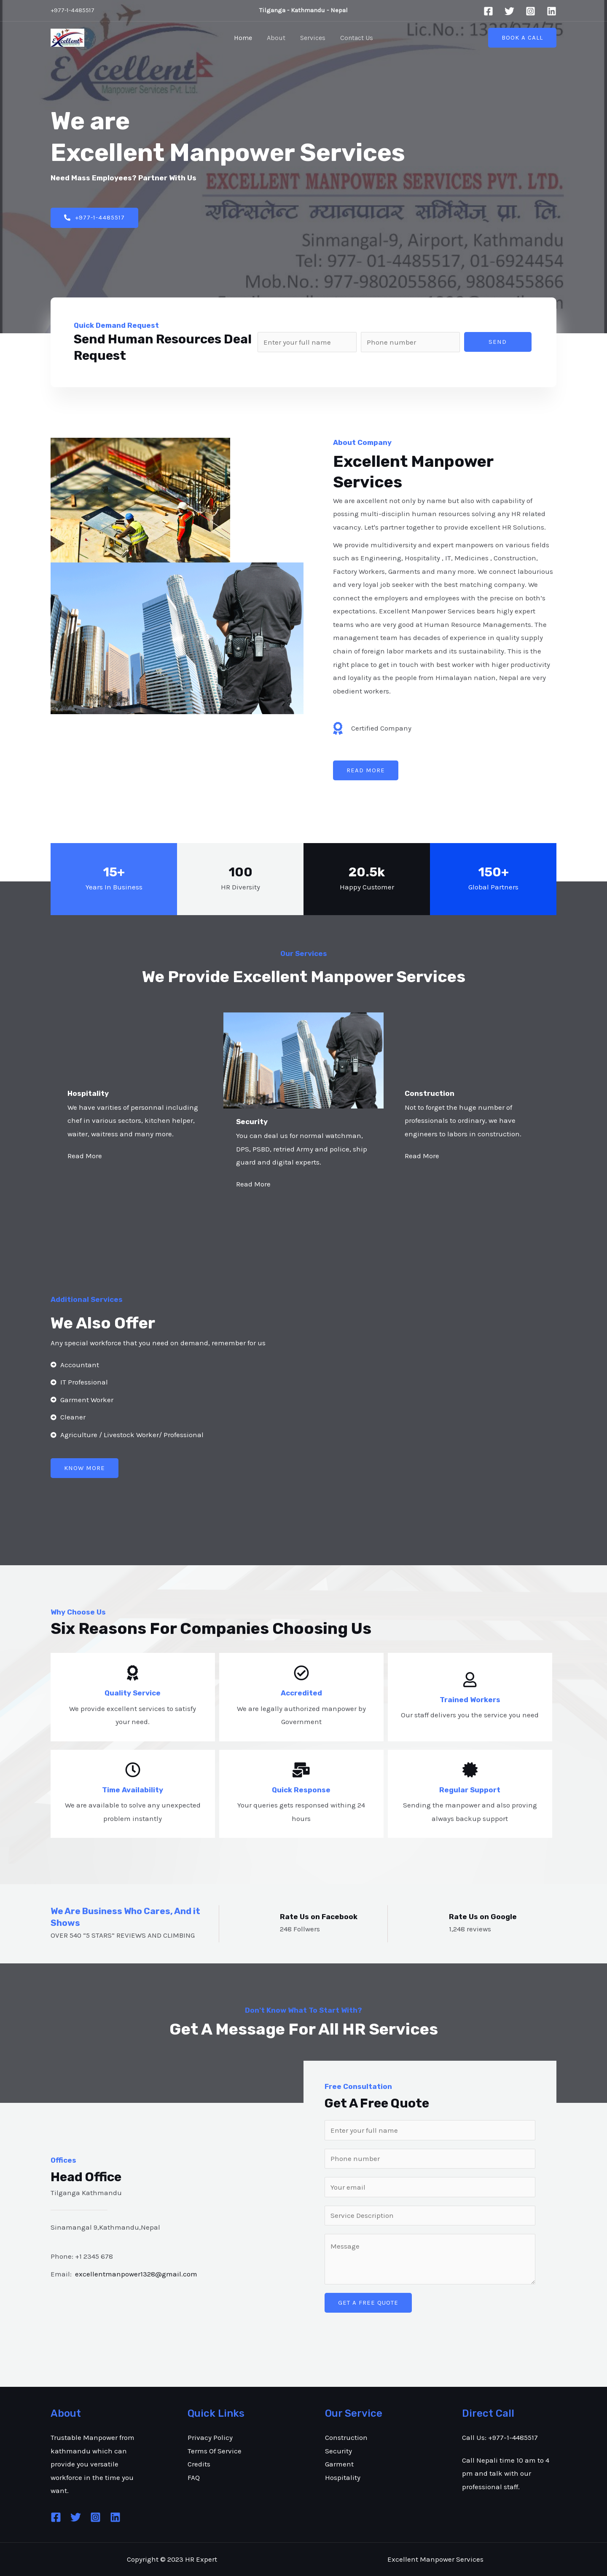 +977-1-4485517
Tilganga - Kathmandu - Nepal
Home
About
Services
Contact Us
BOOK A CALL
We are
Excellent Manpower Services
Need Mass Employees? Partner With Us
EXCELLENT MANPOWER SERVICES PVT. LTD.
Sinmangal-9, Airport, Kathmandu
Tel: 977- 01-4485517, 01-6924454
Mob.No.: 977-9802055866, 9808455866
+977-1-4485517
Quick Demand Request
Send Human Resources Deal
Request
Enter your full name
Phone number
SEND
About Company
Excellent Manpower
Services
We are axcellent not only by name but also with capability of
possing multi-disciplin human resources solving any HR related
vacancy. Let's partner together to provide excellent HR Solutions.
We provide multidiversity and expert manpowers on various fields
such as Engineering, Hospitality , IT, Medicines , Construction,
Factory Workers, Garments and many more. We connect labourious
and very loyal job seeker with the best matching company. We
connect the employers and employees with the precise on both's
expectations. Excellent Manpower Services bears higly expert
teams who are very good at Human Resource Managements. The
management team has decades of experience in quality supply
chain of foreign labor markets and its sustainability. This is the
right place to get in touch with best worker with higer productivity
and loyality as the people from Himalayan nation, Nepal are very
obedient workers.
Certified Company
READ MORE
15+
Years In Business
100
HR Diversity
20.5k
Happy Customer
150+
Global Partners
Our Services
We Provide Excellent Manpower Services
Hospitality
We have varities of personnal including
chef in various sectors, kitchen helper,
waiter, waitress and many more.
Read More
Security
You can deal us for normal watchman,
DPS, PSBD, retried Army and police, ship
guard and digital experts.
Read More
Construction
Not to forget the huge number of
professionals to ordinary, we have
engineers to labors in construction.
Read More
Additional Services
We Also Offer
Any special workforce that you need on demand, remember for us
Accountant
IT Professional
Garment Worker
Cleaner
Agriculture / Livestock Worker/ Professional
KNOW MORE
Why Choose Us
Six Reasons For Companies Choosing Us
Quality Service
We provide excellent services to satisfy
your need.
Accredited
We are legally authorized manpower by
Government
Trained Workers
Our staff delivers you the service you need
Time Availability
We are available to solve any unexpected
problem instantly
Quick Response
Your queries gets responsed withing 24
hours
Regular Support
Sending the manpower and also proving
always backup support
We Are Business Who Cares, And it
Shows
OVER 540 "5 STARS" REVIEWS AND CLIMBING
Rate Us on Facebook
248 Follwers
Rate Us on Google
1,248 reviews
Don't Know What To Start With?
Get A Message For All HR Services
Free Consultation
Get A Free Quote
Enter your full name
Phone number
Your email
Service Description
Message
GET A FREE QUOTE
Offices
Head Office
Tilganga Kathmandu
Sinamangal 9,Kathmandu,Nepal
Phone: +1 2345 678
Email: excellentmanpower1328@gmail.com
About
Trustable Manpower from
kathmandu which can
provide you versatile
workforce in the time you
want.
Quick Links
Privacy Policy
Terms Of Service
Credits
FAQ
Our Service
Construction
Security
Garment
Hospitality
Direct Call
Call Us: +977-1-4485517
Call Nepali time 10 am to 4
pm and talk with our
professional staff.
Copyright © 2023 HR Expert
Excellent Manpower Services